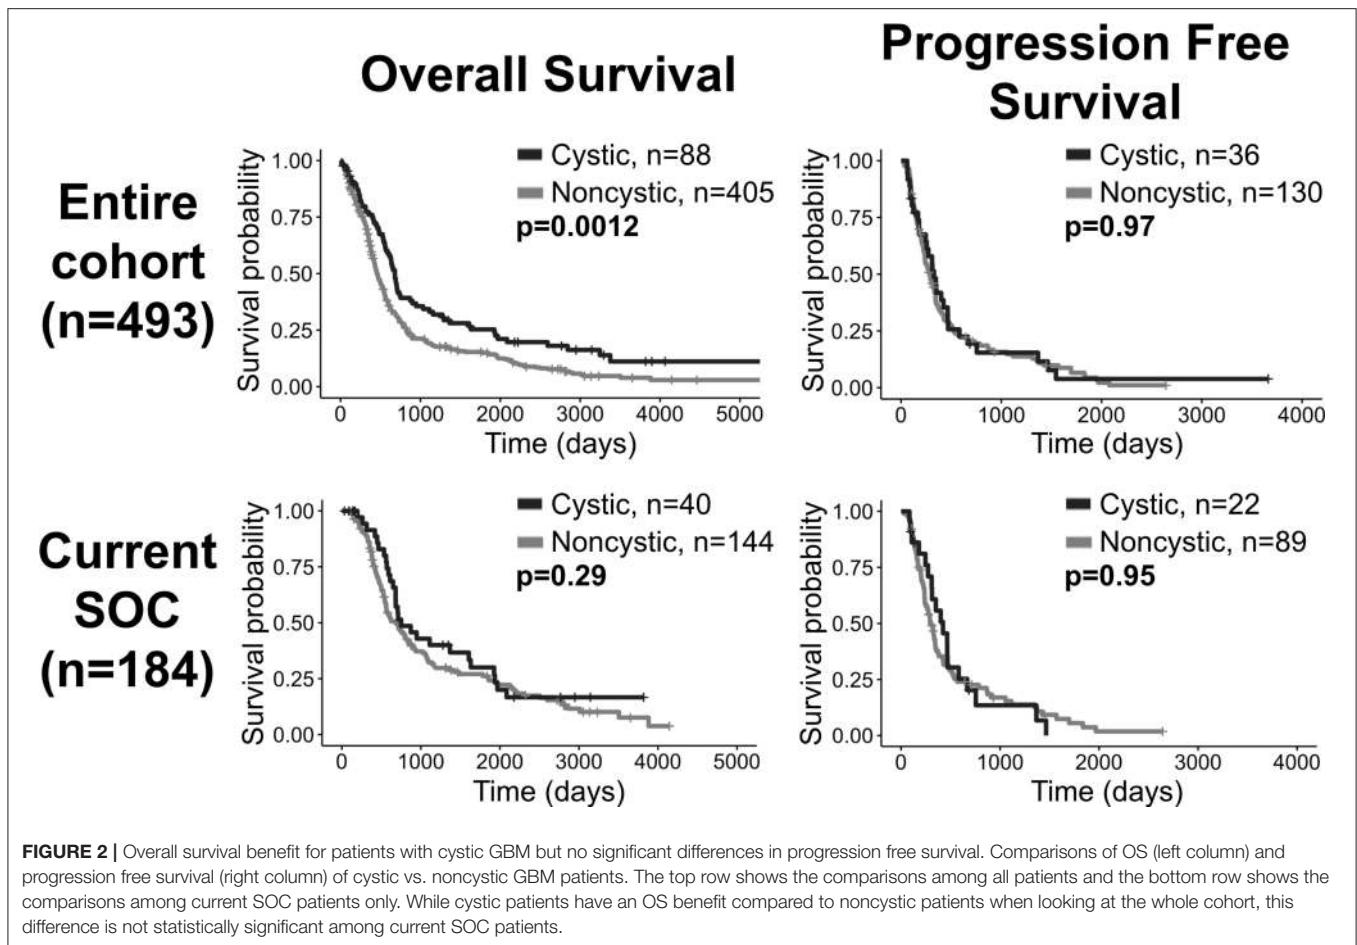 Overall Survival
Progression Free
Survival
Entire
cohort
(n=493)
Survival probability
1.00
0.75
0.50
0.25
0.00
Cystic, n=88
Noncystic, n=405
p=0.0012
0 1000 2000 3000 4000 5000
Time (days)
Survival probability
1.00
0.75
0.50
0.25
0.00
Cystic, n=36
Noncystic, n=130
p=0.97
0 1000 2000 3000 4000
Time (days)
Current
SOC
(n=184)
Survival probability
1.00
0.75
0.50
0.25
0.00
Cystic, n=40
Noncystic, n=144
p=0.29
0 1000 2000 3000 4000 5000
Time (days)
Survival probability
1.00
0.75
0.50
0.25
0.00
Cystic, n=22
Noncystic, n=89
p=0.95
0 1000 2000 3000 4000
Time (days)
FIGURE 2 | Overall survival benefit for patients with cystic GBM but no significant differences in progression free survival. Comparisons of OS (left column) and
progression free survival (right column) of cystic vs. noncystic GBM patients. The top row shows the comparisons among all patients and the bottom row shows the
comparisons among current SOC patients only. While cystic patients have an OS benefit compared to noncystic patients when looking at the whole cohort, this
difference is not statistically significant among current SOC patients.